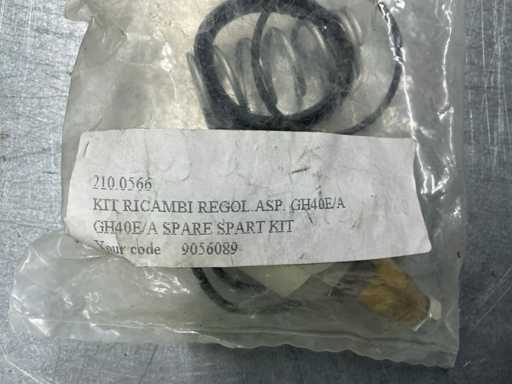 210.0566
KIT RICAMBI REGOL.ASP. GH40E/A
GH40E/A SPARE SPART KIT
Your code 9056089